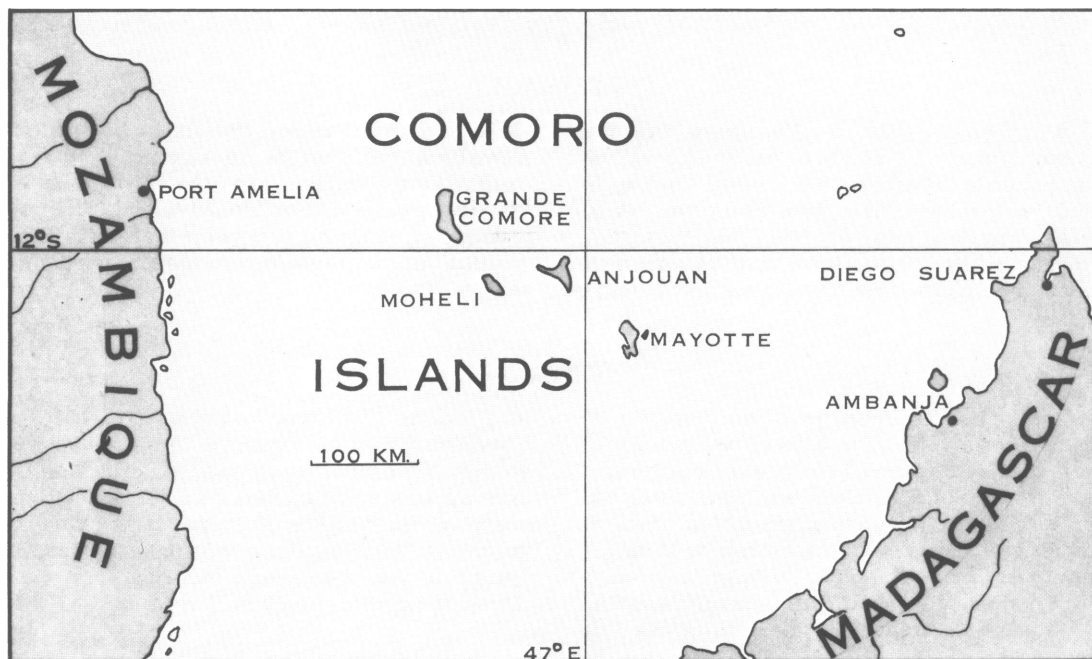 MOZAMBIQUE
COMORO
PORT AMELIA
GRANDE
COMORE
12°S
MOHELI
ANJOUAN
DIEGO SUAREZ
MAYOTTE
ISLANDS
AMBANJA
100 KM.
MADAGASCAR
47°E